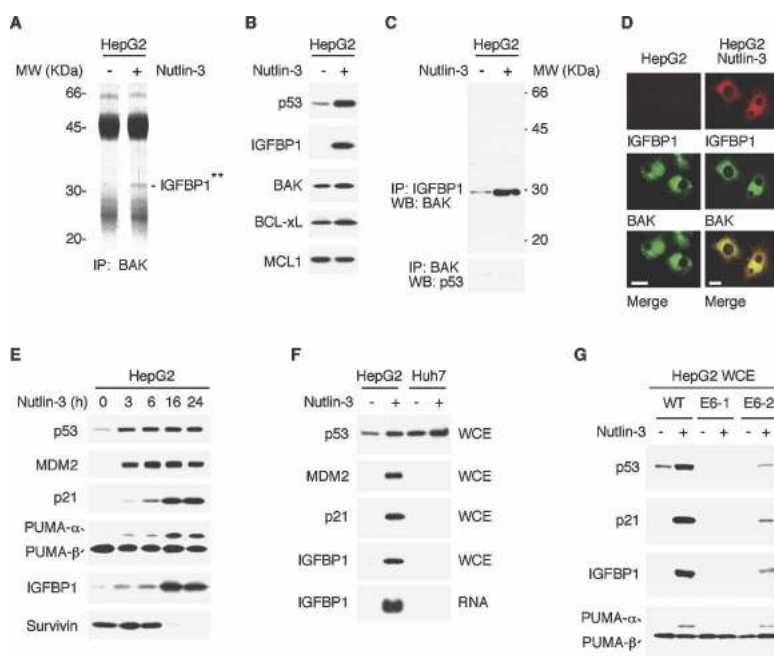 A
HepG2
MW (KDa) - + Nutlin-3
66-
45-
30-
20-
- IGFBP1**
IP: BAK
B
HepG2
Nutlin-3 - +
p53
IGFBP1
BAK
BCL-xL
MCL1
C
HepG2
Nutlin-3 - + MW (KDa)
- 66
- 45
- 30
- 20
IP: IGFBP1
WB: BAK
IP: BAK
WB: p53
D
HepG2
HepG2
Nutlin-3
IGFBP1 IGFBP1
BAK BAK
Merge Merge
E
HepG2
Nutlin-3 (h) 0 3 6 16 24
p53
MDM2
p21
PUMA-α
PUMA-β
IGFBP1
Survivin
F
HepG2 Huh7
Nutlin-3 - + - +
p53 WCE
MDM2 WCE
p21 WCE
IGFBP1 WCE
IGFBP1 RNA
G
HepG2 WCE
WT E6-1 E6-2
Nutlin-3 - + - + - +
p53
p21
IGFBP1
PUMA-α
PUMA-β